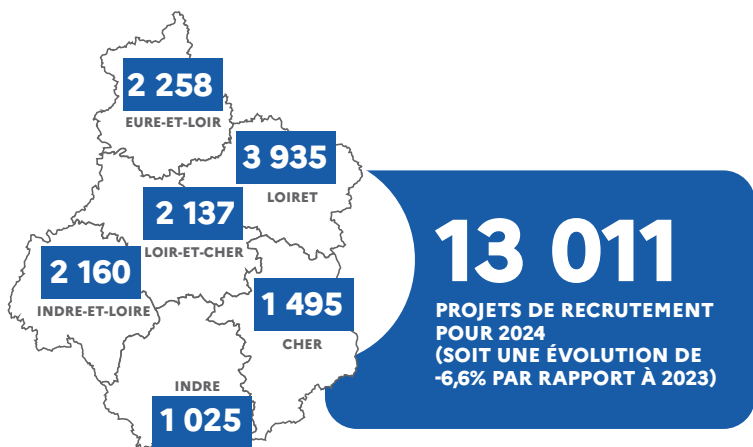 2 258
EURE-ET-LOIR
3 935
LOIRET
2 137
LOIR-ET-CHER
2 160
INDRE-ET-LOIRE
1 495
CHER
INDRE
1 025
13 011
PROJETS DE RECRUTEMENT
POUR 2024
(SOIT UNE ÉVOLUTION DE
-6,6% PAR RAPPORT À 2023)